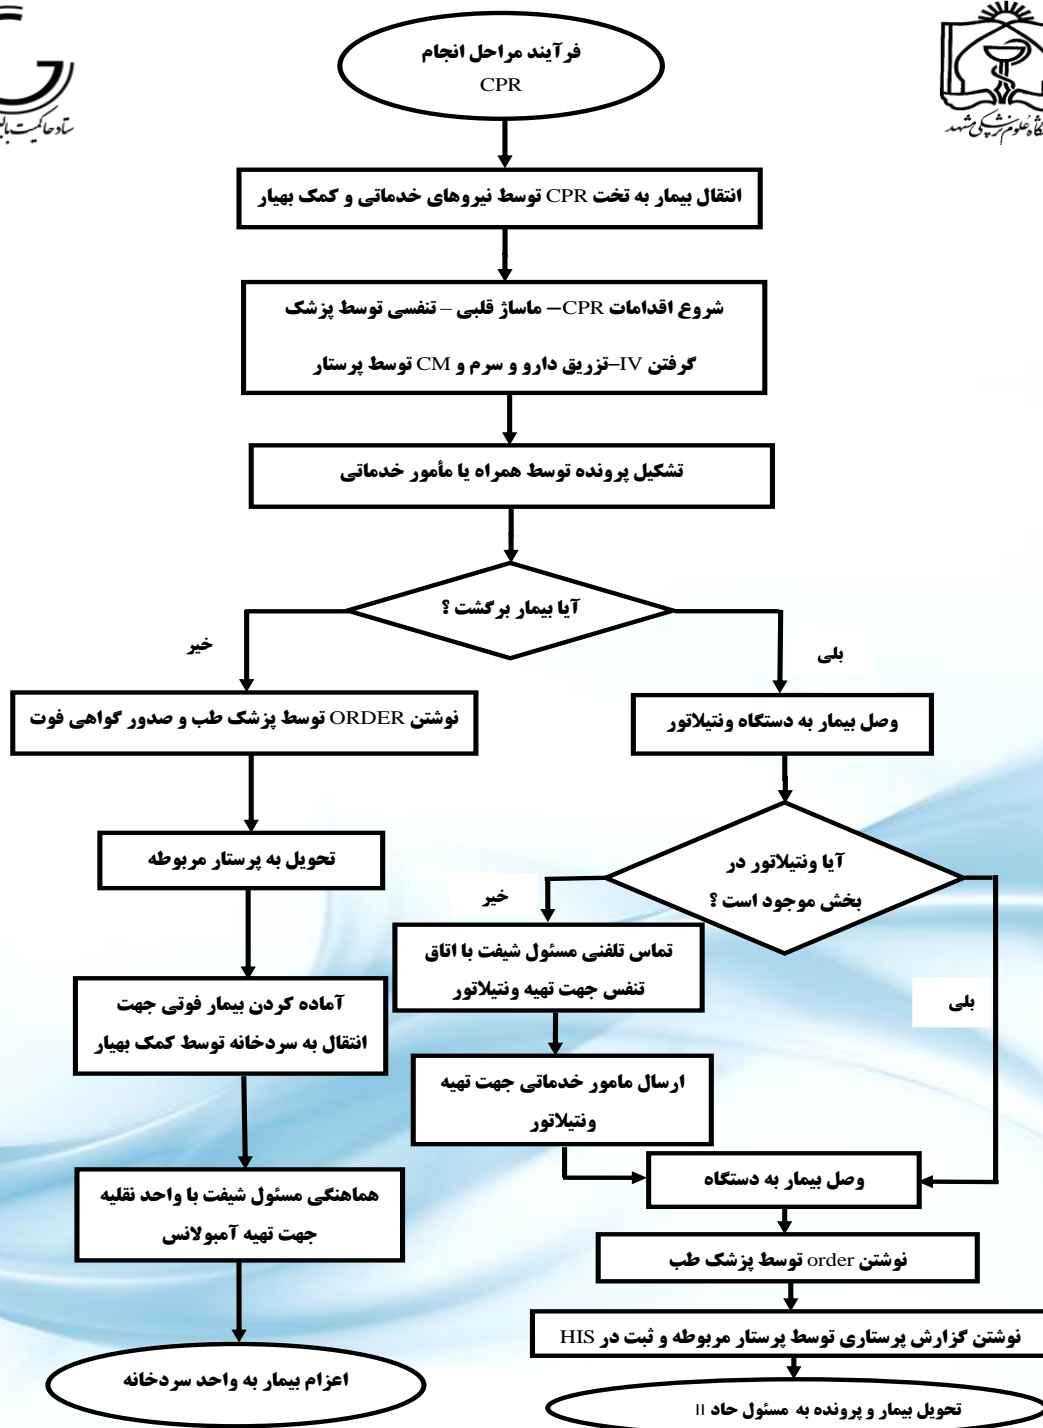 فرآیند مراحل انجام
CPR
انتقال بیمار به تخت CPR توسط نیروهای خدماتی و کمک بهیار
شروع اقدامات CPR – ماساژ قلبی – تنفسی توسط پزشک
گرفتن IV–تزریق دارو و سرم و CM توسط پرستار
تشکیل پرونده توسط همراه یا مأمور خدماتی
آیا بیمار برگشت ؟
خیر
بلی
نوشتن ORDER توسط پزشک طب و صدور گواهی فوت
وصل بیمار به دستگاه ونتیلاتور
تحویل به پرستار مربوطه
آیا ونتیلاتور در
بخش موجود است ؟
خیر
بلی
تماس تلفنی مسئول شیفت با اتاق
تنفس جهت تهیه ونتیلاتور
آماده کردن بیمار فوتی جهت
انتقال به سردخانه توسط کمک بهیار
ارسال مامور خدماتی جهت تهیه
ونتیلاتور
وصل بیمار به دستگاه
هماهنگی مسئول شیفت با واحد نقلیه
جهت تهیه آمبولانس
نوشتن order توسط پزشک طب
نوشتن گزارش پرستاری توسط پرستار مربوطه و ثبت در HIS
اعزام بیمار به واحد سردخانه
تحویل بیمار و پرونده به مسئول حاد II
ستاد حاکمیت
علوم پزشکی مشهد